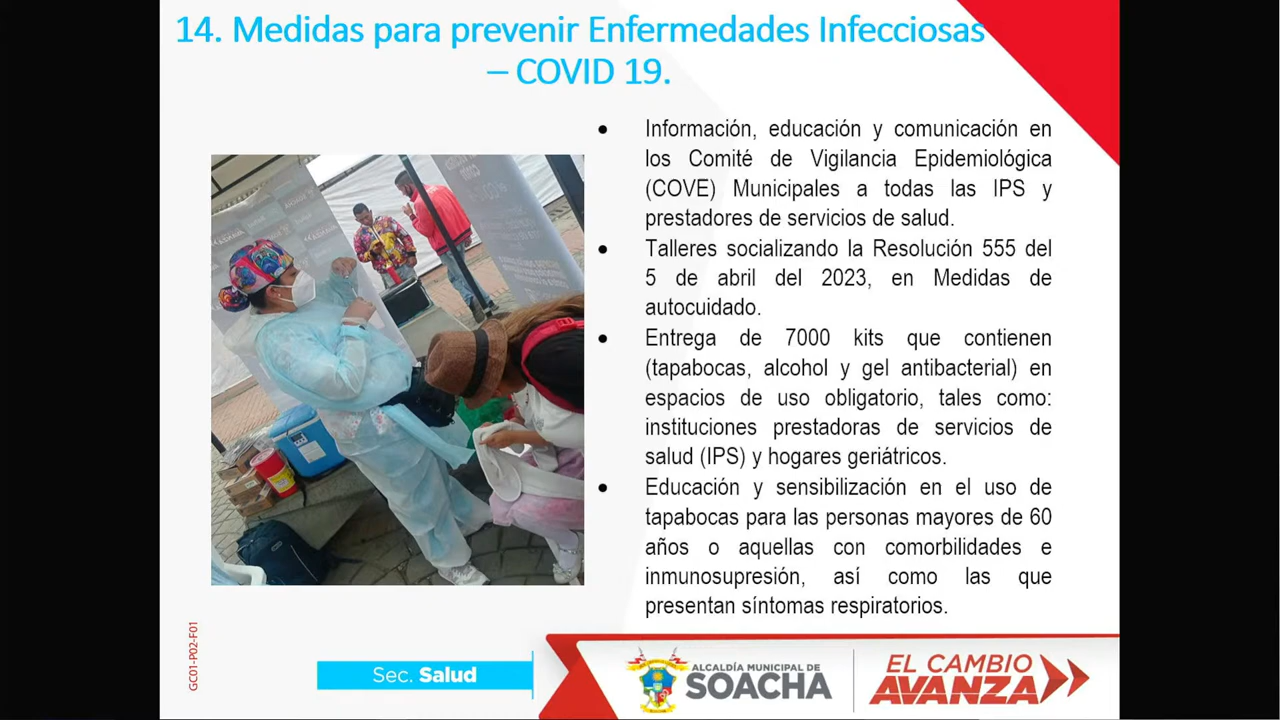 14. Medidas para prevenir Enfermedades Infecciosas
– COVID 19.
• Información, educación y comunicación en
los Comité de Vigilancia Epidemiológica
(COVE) Municipales a todas las IPS y
prestadores de servicios de salud.
• Talleres socializando la Resolución 555 del
5 de abril del 2023, en Medidas de
autocuidado.
• Entrega de 7000 kits que contienen
(tapabocas, alcohol y gel antibacterial) en
espacios de uso obligatorio, tales como:
instituciones prestadoras de servicios de
salud (IPS) y hogares geriátricos.
• Educación y sensibilización en el uso de
tapabocas para las personas mayores de 60
años o aquellas con comorbilidades e
inmunosupresión, así como las que
presentan síntomas respiratorios.
GC01-P02-F01
Sec. Salud
ALCALDÍA MUNICIPAL DE
SOACHA
EL CAMBIO
AVANZA